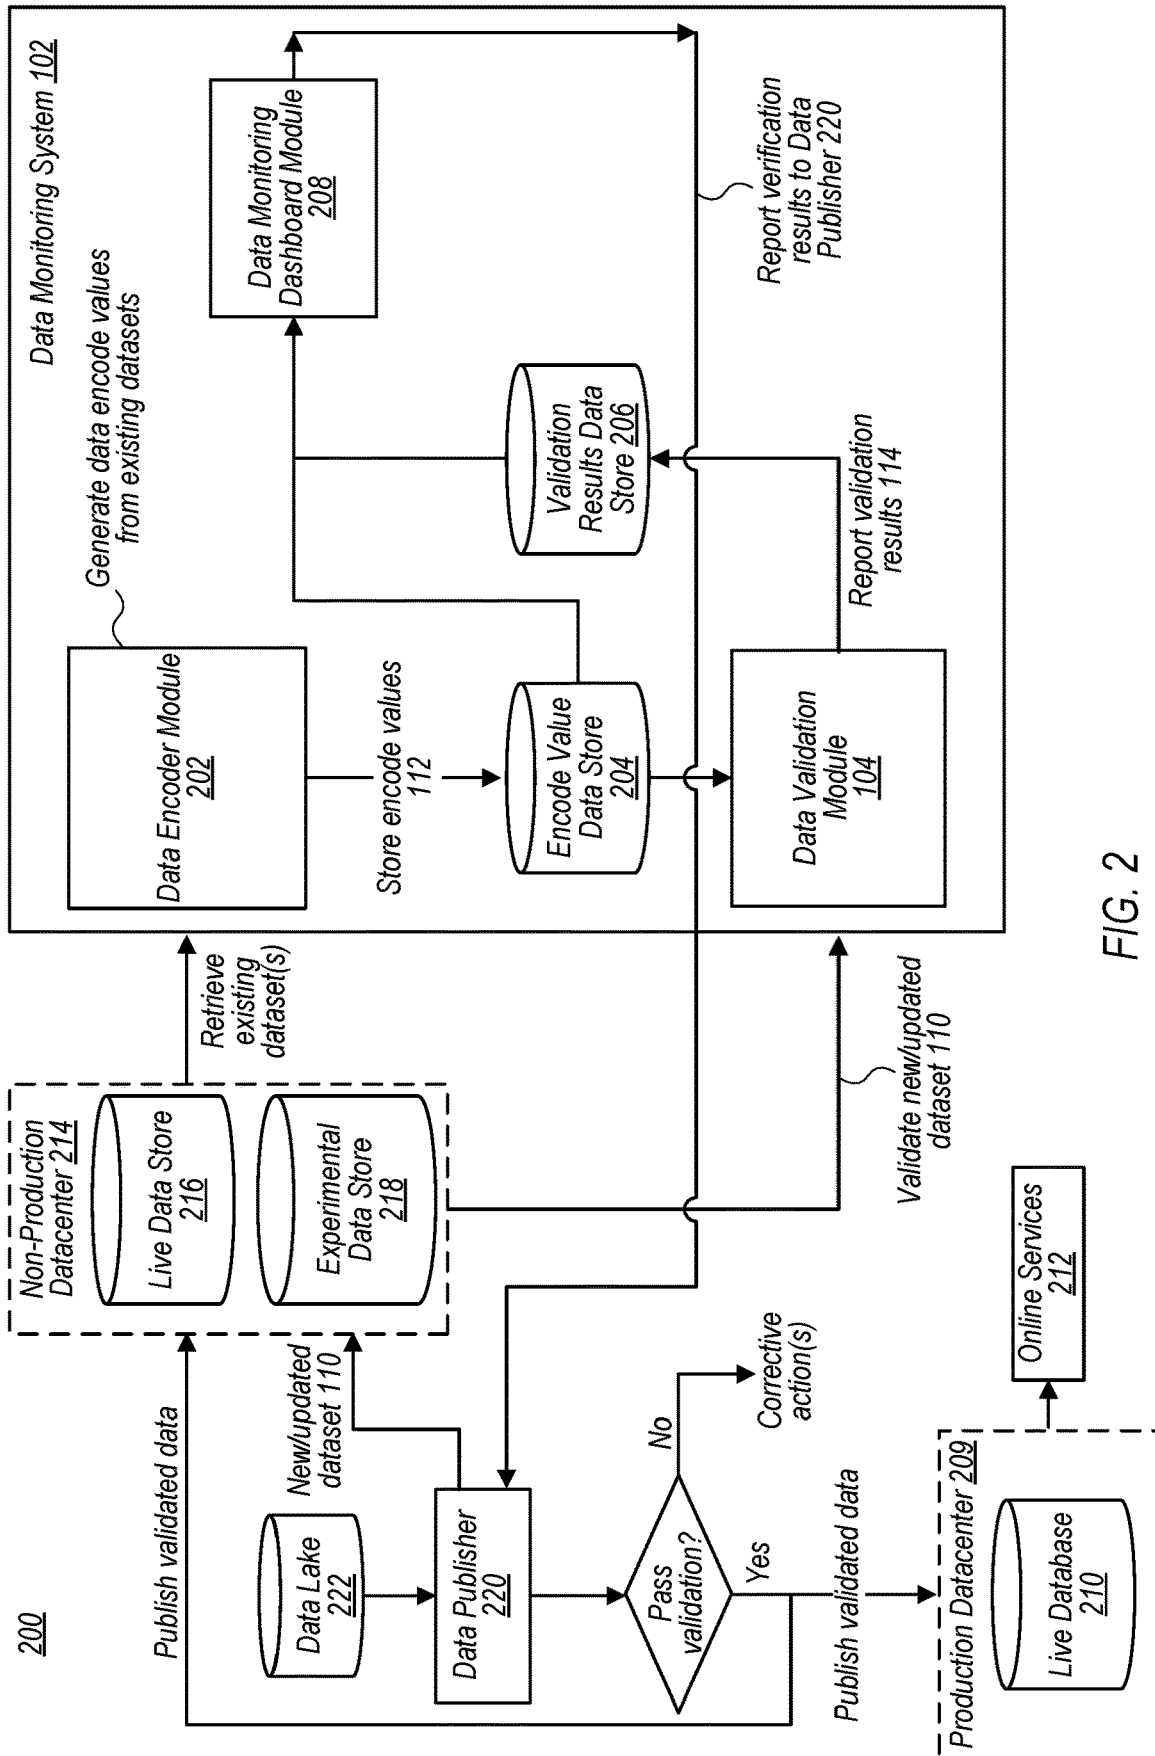 200
Publish validated data
Data Lake
222
New/updated
dataset 110
Data Publisher
220
Pass
validation?
No
Yes
Corrective
action(s)
Publish validated data
Production Datacenter 209
Live Database
210
Online Services
212
Non-Production
Datacenter 214
Live Data Store
216
Experimental
Data Store
218
Retrieve
existing
dataset(s)
Validate new/updated
dataset 110
Data Monitoring System 102
Data Encoder Module
202
Generate data encode values
from existing datasets
Store encode values
112
Encode Value
Data Store
204
Data Validation
Module
104
Validation
Results Data
Store 206
Report validation
results 114
Data Monitoring
Dashboard Module
208
Report verification
results to Data
Publisher 220
FIG. 2